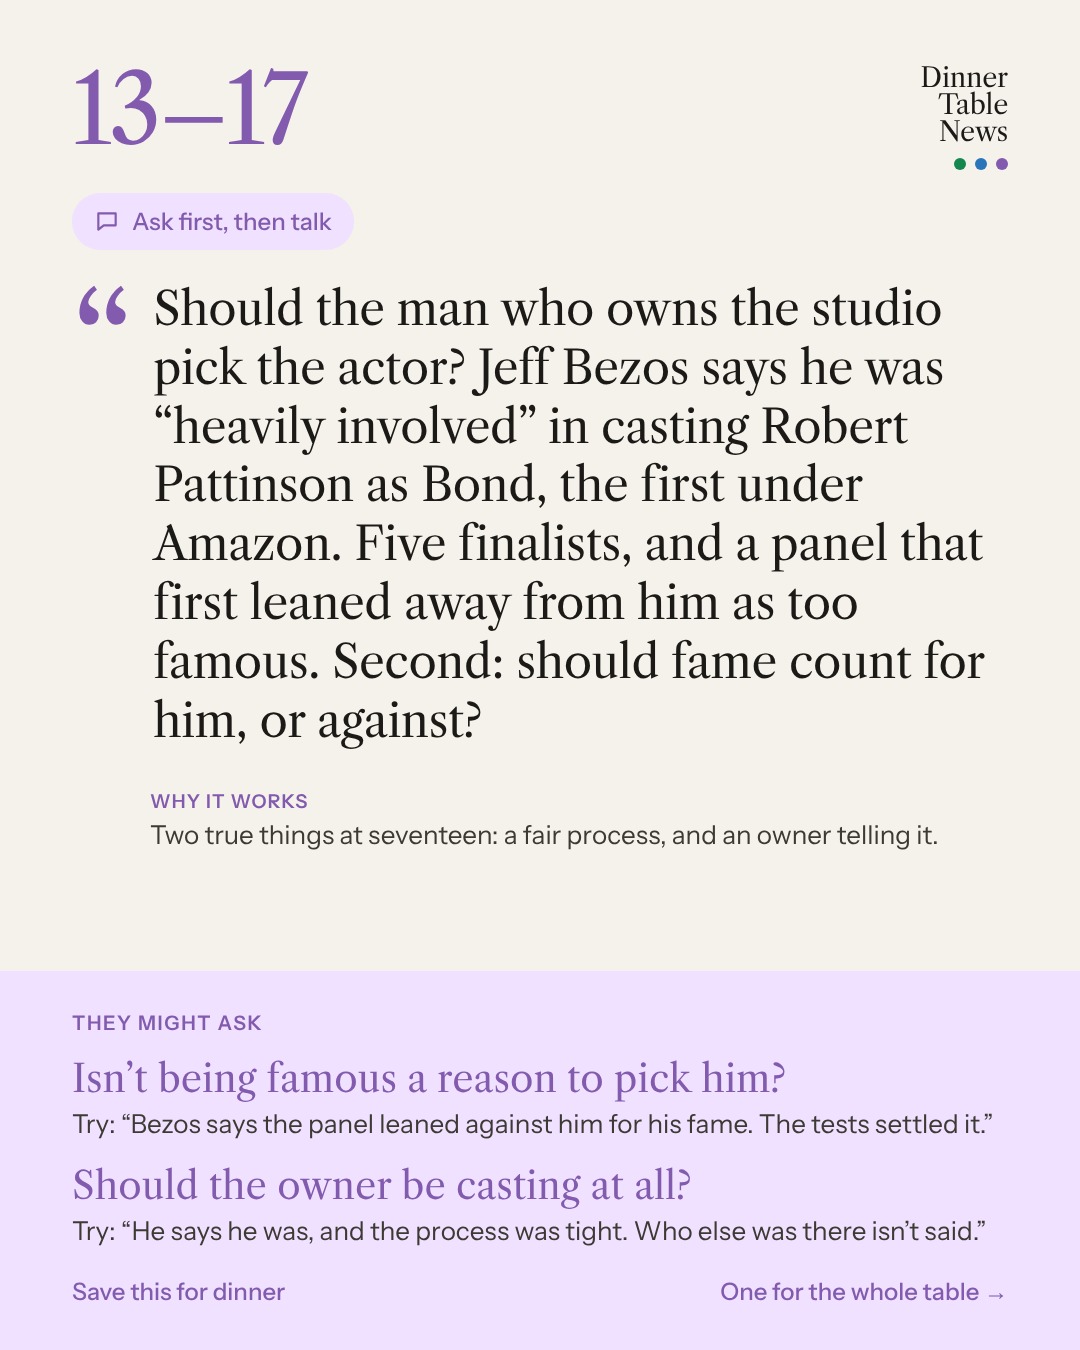 13–17
Dinner
Table
News
Ask first, then talk
“Should the man who owns the studio
pick the actor? Jeff Bezos says he was
“heavily involved” in casting Robert
Pattinson as Bond, the first under
Amazon. Five finalists, and a panel that
first leaned away from him as too
famous. Second: should fame count for
him, or against?
WHY IT WORKS
Two true things at seventeen: a fair process, and an owner telling it.
THEY MIGHT ASK
Isn’t being famous a reason to pick him?
Try: “Bezos says the panel leaned against him for his fame. The tests settled it.”
Should the owner be casting at all?
Try: “He says he was, and the process was tight. Who else was there isn’t said.”
Save this for dinner
One for the whole table →